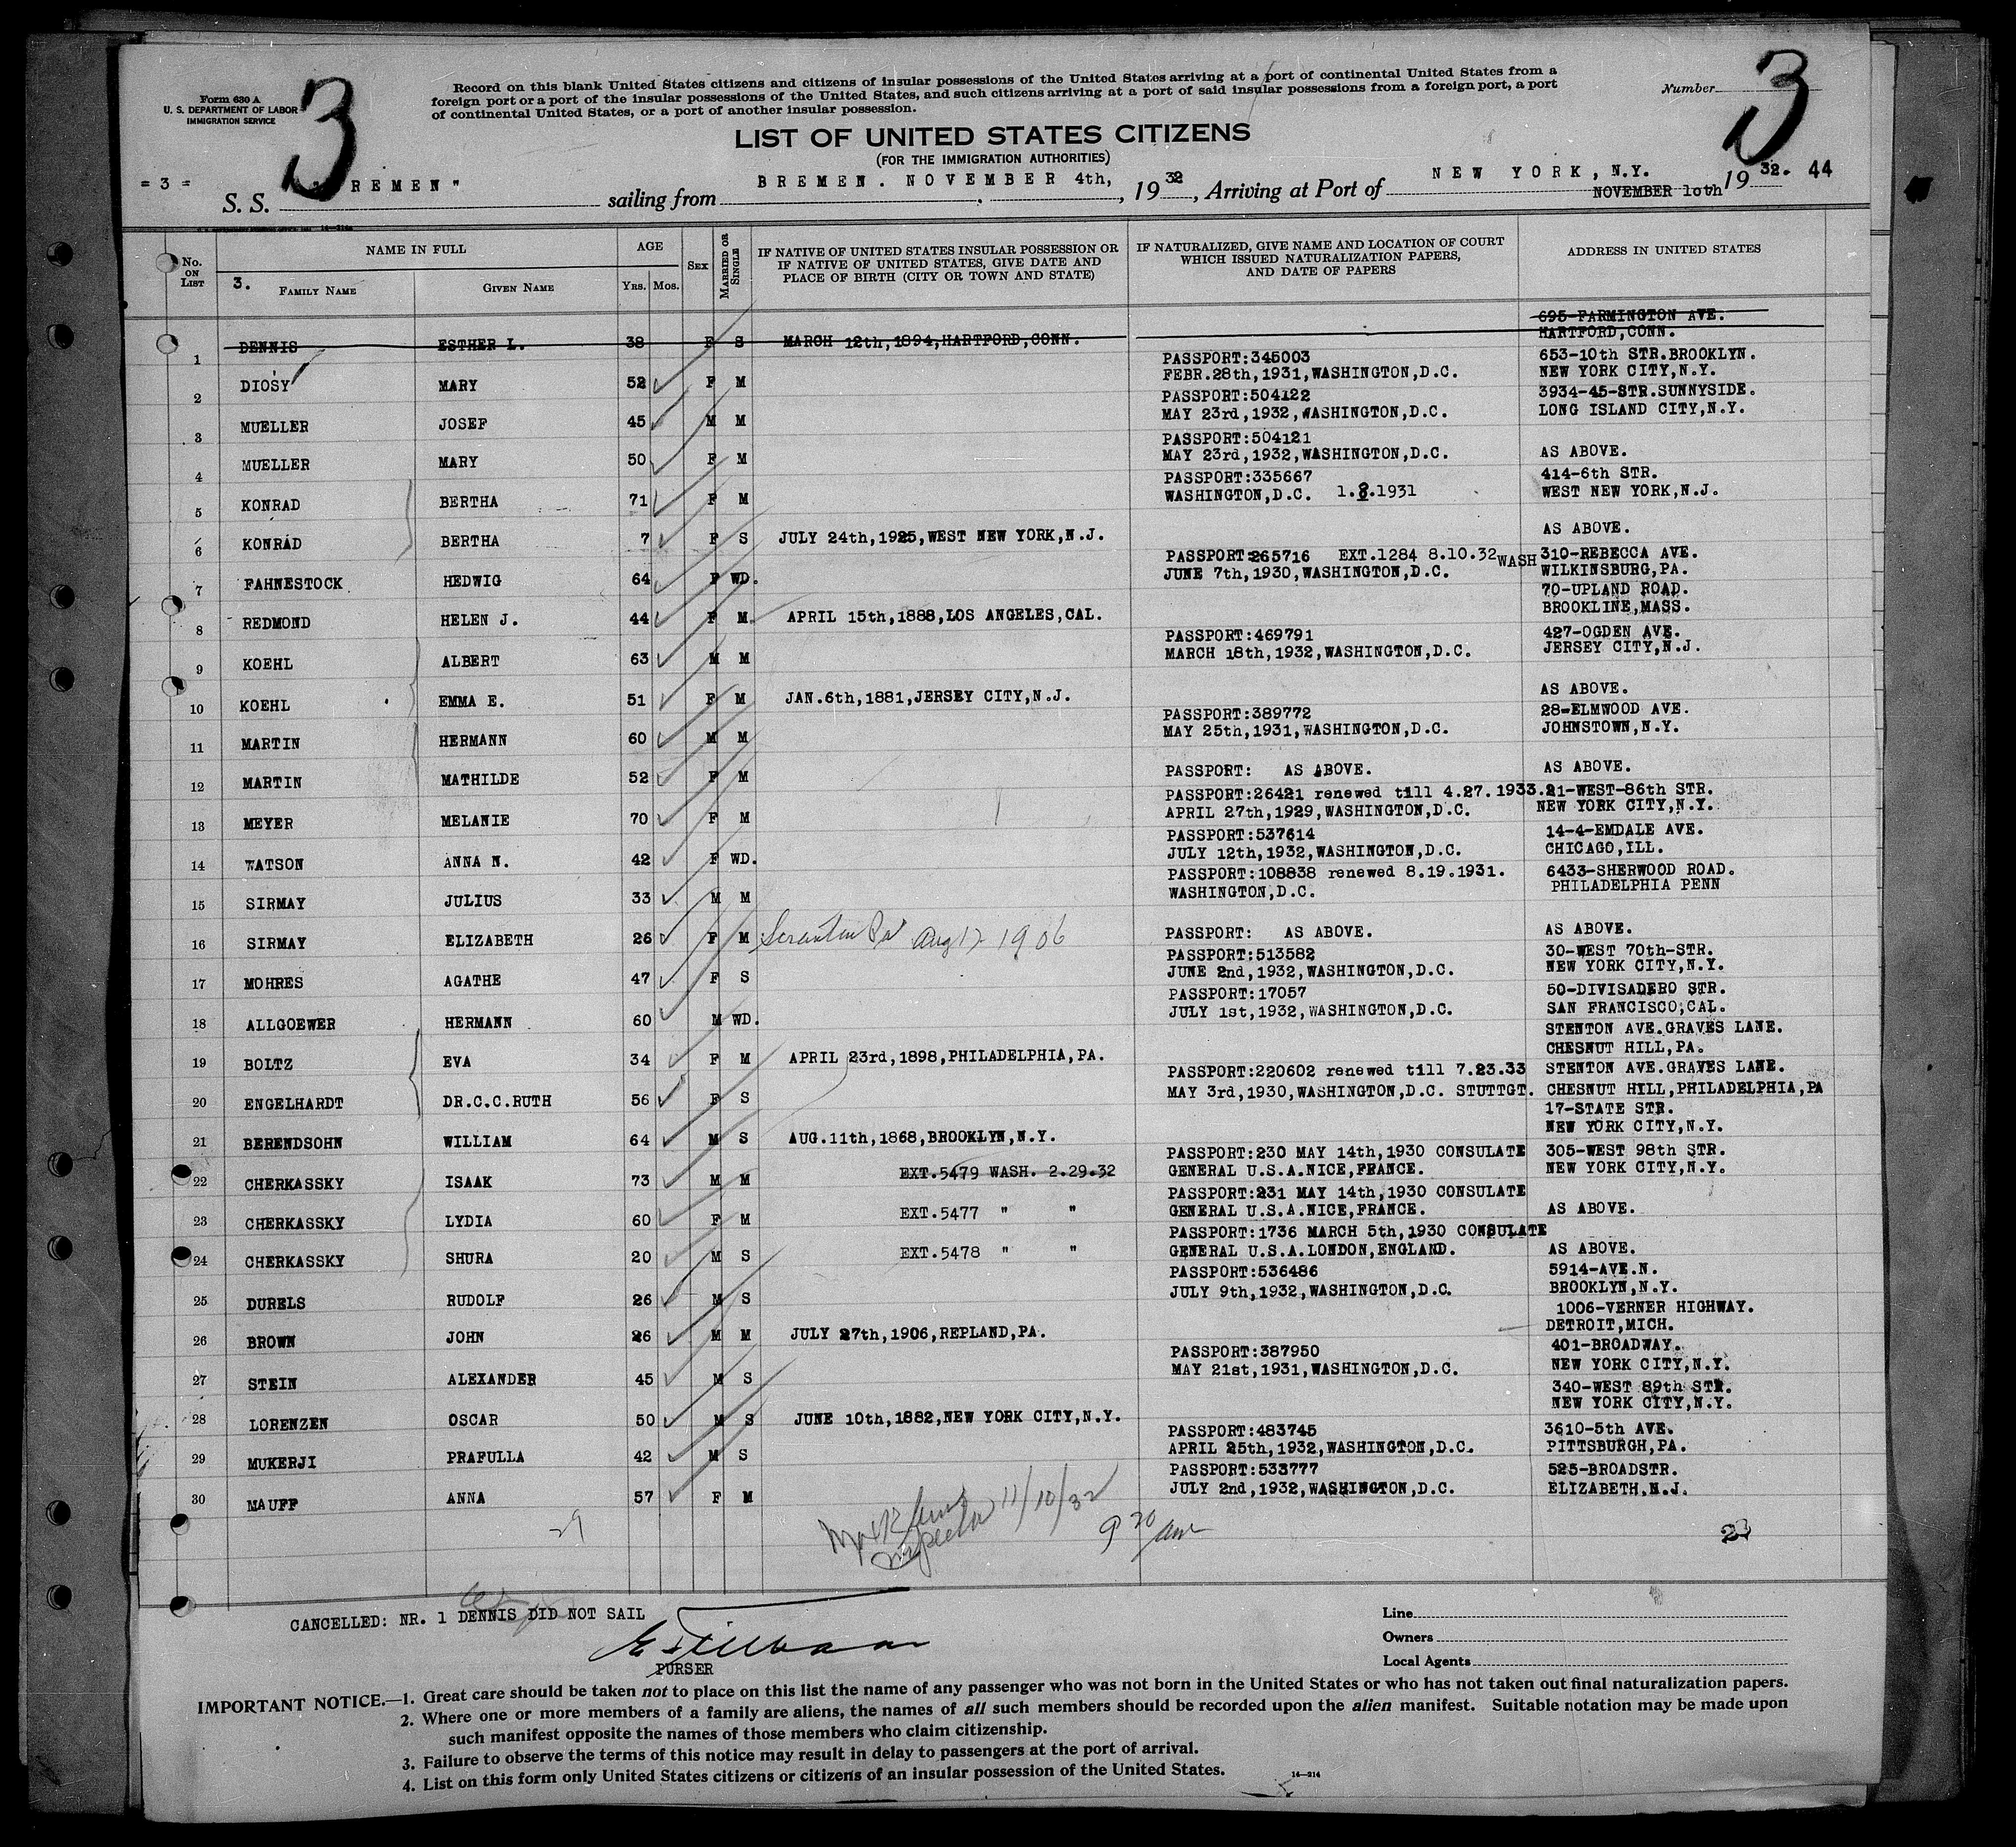 Form 630 A
U. S. DEPARTMENT OF LABOR
IMMIGRATION SERVICE
3
Record on this blank United States citizens and citizens of insular possessions of the United States arriving at a port of continental United States from a
foreign port or a port of the insular possessions of the United States, and such citizens arriving at a port of said insular possessions from a foreign port, a port
of continental United States, or a port of another insular possession.
Number
3
LIST OF UNITED STATES CITIZENS
(FOR THE IMMIGRATION AUTHORITIES)
= 3 =
S. S. REMEN" sailing from BREMEN. NOVEMBER 4th, 1932, Arriving at Port of NEW YORK, N.Y. NOVEMBER 10th 1932. 44
No. ON LIST
NAME IN FULL
3. FAMILY NAME
GIVEN NAME
AGE
YRS. MOS.
SEX
MARRIED OR SINGLE
IF NATIVE OF UNITED STATES INSULAR POSSESSION OR
IF NATIVE OF UNITED STATES, GIVE DATE AND
PLACE OF BIRTH (CITY OR TOWN AND STATE)
IF NATURALIZED, GIVE NAME AND LOCATION OF COURT
WHICH ISSUED NATURALIZATION PAPERS,
AND DATE OF PAPERS
ADDRESS IN UNITED STATES
1 DENNIS ESTHER L. 38 F S MARCH 12th,1894,HARTFORD,CONN. 695-FARMINGTON AVE.
HARTFORD,CONN.
2 DIOSY MARY 52 F M PASSPORT:345003 653-10th STR.BROOKLYN.
FEBR.28th,1931,WASHINGTON,D.C. NEW YORK CITY,N.Y.
3 MUELLER JOSEF 45 M M PASSPORT:504122 3934-45-STR.SUNNYSIDE.
MAY 23rd,1932,WASHINGTON,D.C. LONG ISLAND CITY,N.Y.
4 MUELLER MARY 50 F M PASSPORT:504121
MAY 23rd,1932,WASHINGTON,D.C. AS ABOVE.
5 KONRAD BERTHA 71 F M PASSPORT:335667 414-6th STR.
WASHINGTON,D.C. 1.8.1931 WEST NEW YORK,N.J.
6 KONRAD BERTHA 7 F S JULY 24th,1925,WEST NEW YORK,N.J. AS ABOVE.
7 FAHNESTOCK HEDWIG 64 F WD. PASSPORT:265716 EXT.1284 8.10.32 WASH 310-REBECCA AVE.
JUNE 7th,1930,WASHINGTON,D.C. WILKINSBURG,PA.
8 REDMOND HELEN J. 44 F M. APRIL 15th,1888,LOS ANGELES,CAL. 70-UPLAND ROAD.
BROOKLINE,MASS.
9 KOEHL ALBERT 63 M M PASSPORT:469791 427-OGDEN AVE.
MARCH 18th,1932,WASHINGTON,D.C. JERSEY CITY,N.J.
10 KOEHL EMMA E. 51 F M JAN.6th,1881,JERSEY CITY,N.J. AS ABOVE.
11 MARTIN HERMANN 60 M M PASSPORT:389772 28-ELMWOOD AVE.
MAY 25th,1931,WASHINGTON,D.C. JOHNSTOWN,N.Y.
12 MARTIN MATHILDE 52 F M PASSPORT: AS ABOVE. AS ABOVE.
13 MEYER MELANIE 70 F M PASSPORT:26421 renewed till 4.27.1933. 21-WEST-86th STR.
APRIL 27th,1929,WASHINGTON,D.C. NEW YORK CITY,N.Y.
14 WATSON ANNA N. 42 F WD. PASSPORT:537614 14-4-EMDALE AVE.
JULY 12th,1932,WASHINGTON,D.C. CHICAGO,ILL.
15 SIRMAY JULIUS 33 M M PASSPORT:108838 renewed 8.19.1931. 6433-SHERWOOD ROAD.
WASHINGTON,D.C. PHILADELPHIA PENN
16 SIRMAY ELIZABETH 26 F M Scranton Pa Aug 17 1906 PASSPORT: AS ABOVE. AS ABOVE.
17 MOHRES AGATHE 47 F S PASSPORT:513582 30-WEST 70th-STR.
JUNE 2nd,1932,WASHINGTON,D.C. NEW YORK CITY,N.Y.
18 ALLGOEWER HERMANN 60 M WD. PASSPORT:17057 50-DIVISADERO STR.
JULY 1st,1932,WASHINGTON,D.C. SAN FRANCISCO,CAL.
19 BOLTZ EVA 34 F M APRIL 23rd,1898,PHILADELPHIA,PA. STENTON AVE.GRAVES LANE.
CHESNUT HILL,PA.
20 ENGELHARDT DR.C.C.RUTH 56 F S PASSPORT:220602 renewed till 7.23.33 STENTON AVE.GRAVES LANE.
MAY 3rd,1930,WASHINGTON,D.C. STUTTGT. CHESNUT HILL,PHILADELPHIA,PA
21 BERENDSOHN WILLIAM 64 M S AUG.11th,1868,BROOKLYN,N.Y. 17-STATE STR.
NEW YORK CITY,N.Y.
22 CHERKASSKY ISAAK 73 M M EXT.5479 WASH. 2.29.32 PASSPORT:230 MAY 14th,1930 CONSULATE 305-WEST 98th STR.
GENERAL U.S.A.NICE,FRANCE. NEW YORK CITY,N.Y.
23 CHERKASSKY LYDIA 60 F M EXT.5477 " " PASSPORT:231 MAY 14th,1930 CONSULATE
GENERAL U.S.A.NICE,FRANCE. AS ABOVE.
24 CHERKASSKY SHURA 20 M S EXT.5478 " " PASSPORT:1736 MARCH 5th,1930 CONSULATE
GENERAL U.S.A.LONDON,ENGLAND. AS ABOVE.
25 DURELS RUDOLF 26 M S PASSPORT:536486 5914-AVE.N.
JULY 9th,1932,WASHINGTON,D.C. BROOKLYN,N.Y.
26 BROWN JOHN 26 M M JULY 27th,1906,REPLAND,PA. 1006-VERNER HIGHWAY.
DETROIT,MICH.
27 STEIN ALEXANDER 45 M S PASSPORT:387950 401-BROADWAY.
MAY 21st,1931,WASHINGTON,D.C. NEW YORK CITY,N.Y.
28 LORENZEN OSCAR 50 M S JUNE 10th,1882,NEW YORK CITY,N.Y. 340-WEST 89th STR.
NEW YORK CITY,N.Y.
29 MUKERJI PRAFULLA 42 M S PASSPORT:483745 3610-5th AVE.
APRIL 25th,1932,WASHINGTON,D.C. PITTSBURGH,PA.
30 MAUFF ANNA 57 F M PASSPORT:533777 525-BROADSTR.
JULY 2nd,1932,WASHINGTON,D.C. ELIZABETH.N.J.
29
Inspector 11/10/32
9 20 am
23
CANCELLED: NR. 1 DENNIS DID NOT SAIL
PURSER
Line
Owners
Local Agents
IMPORTANT NOTICE.—1. Great care should be taken not to place on this list the name of any passenger who was not born in the United States or who has not taken out final naturalization papers.
2. Where one or more members of a family are aliens, the names of all such members should be recorded upon the alien manifest. Suitable notation may be made upon
such manifest opposite the names of those members who claim citizenship.
3. Failure to observe the terms of this notice may result in delay to passengers at the port of arrival.
4. List on this form only United States citizens or citizens of an insular possession of the United States.
14—214